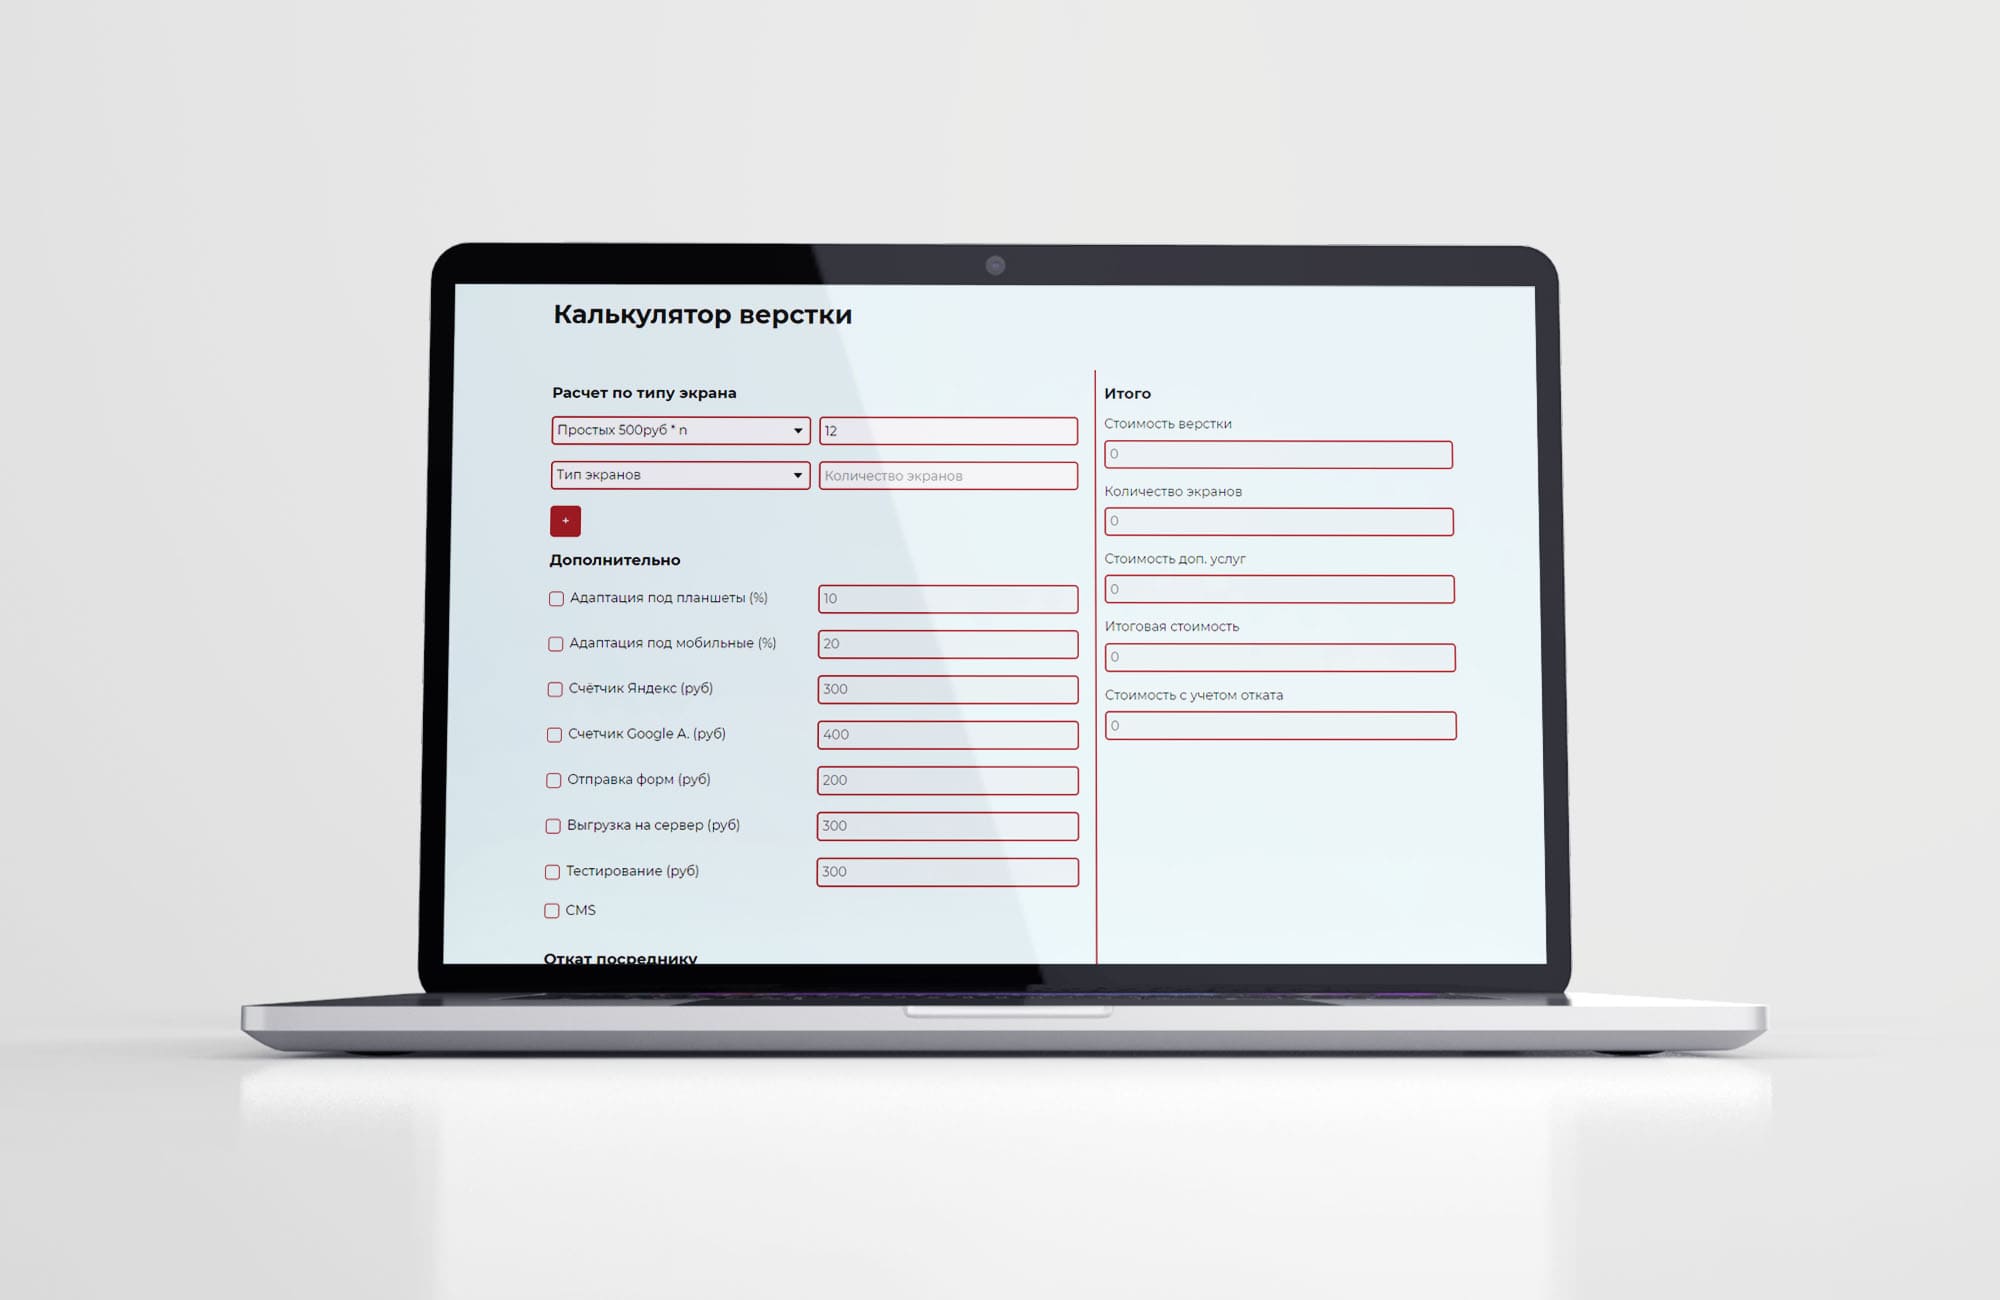 Калькулятор верстки
Расчет по типу экрана
Простых 500руб * n
12
Тип экранов
Количество экранов
+
Дополнительно
Адаптация под планшеты (%)
10
Адаптация под мобильные (%)
20
Счётчик Яндекс (руб)
300
Счетчик Google A. (руб)
400
Отправка форм (руб)
200
Выгрузка на сервер (руб)
300
Тестирование (руб)
300
CMS
Откат посреднику
Итого
Стоимость верстки
0
Количество экранов
0
Стоимость доп. услуг
0
Итоговая стоимость
0
Стоимость с учетом отката
0